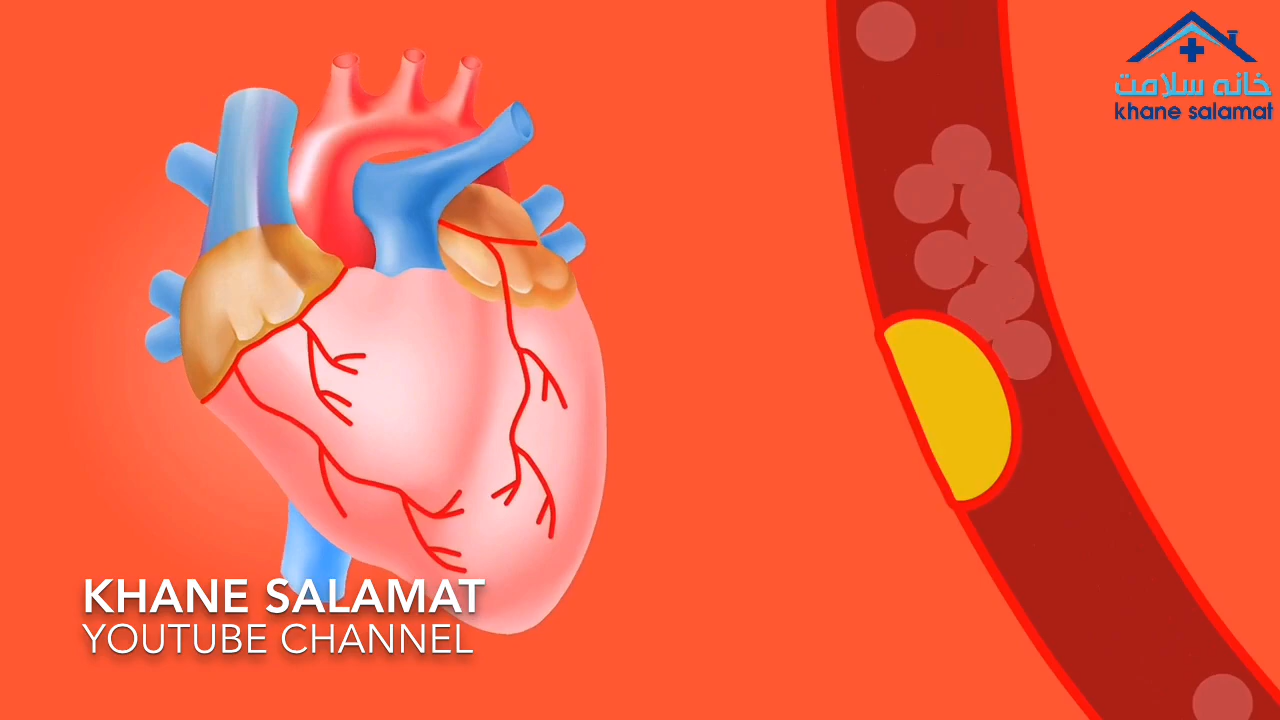 خانه سلامت
khane salamat
KHANE SALAMAT
YOUTUBE CHANNEL